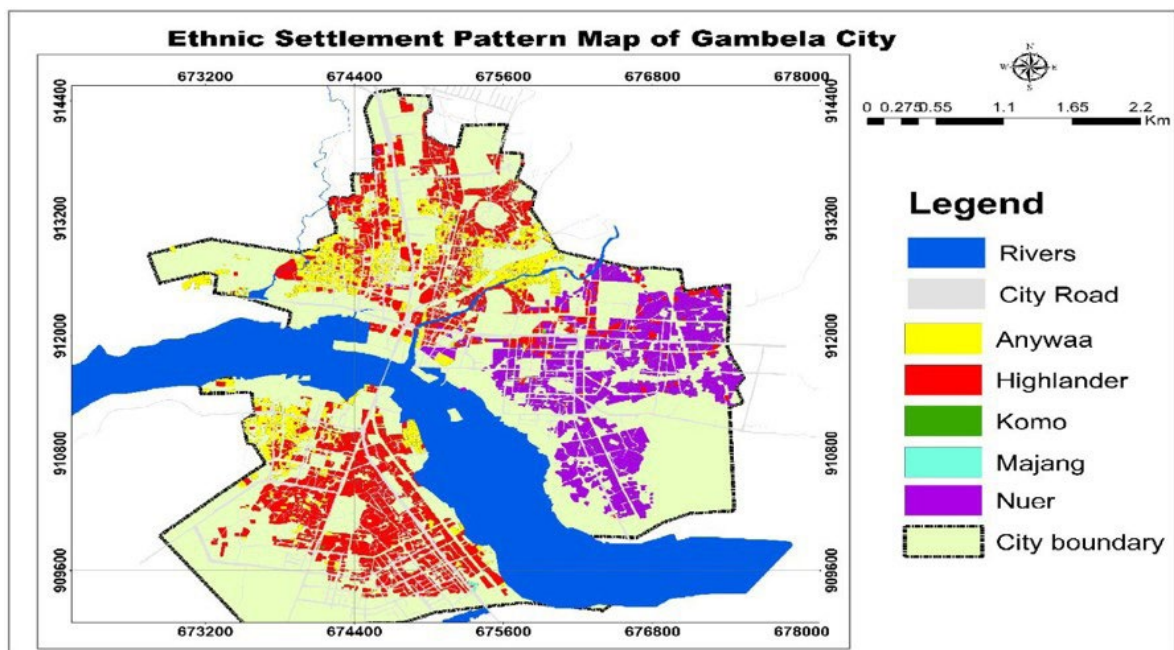 Ethnic Settlement Pattern Map of Gambela City
N
W E
S
0 0.2750.55 1.1 1.65 2.2
Km
673200 674400 675600 676800 678000
914400
913200
912000
910800
909600
914400
913200
912000
910800
909600
673200 674400 675600 676800 678000
Legend
Rivers
City Road
Anywaa
Highlander
Komo
Majang
Nuer
City boundary